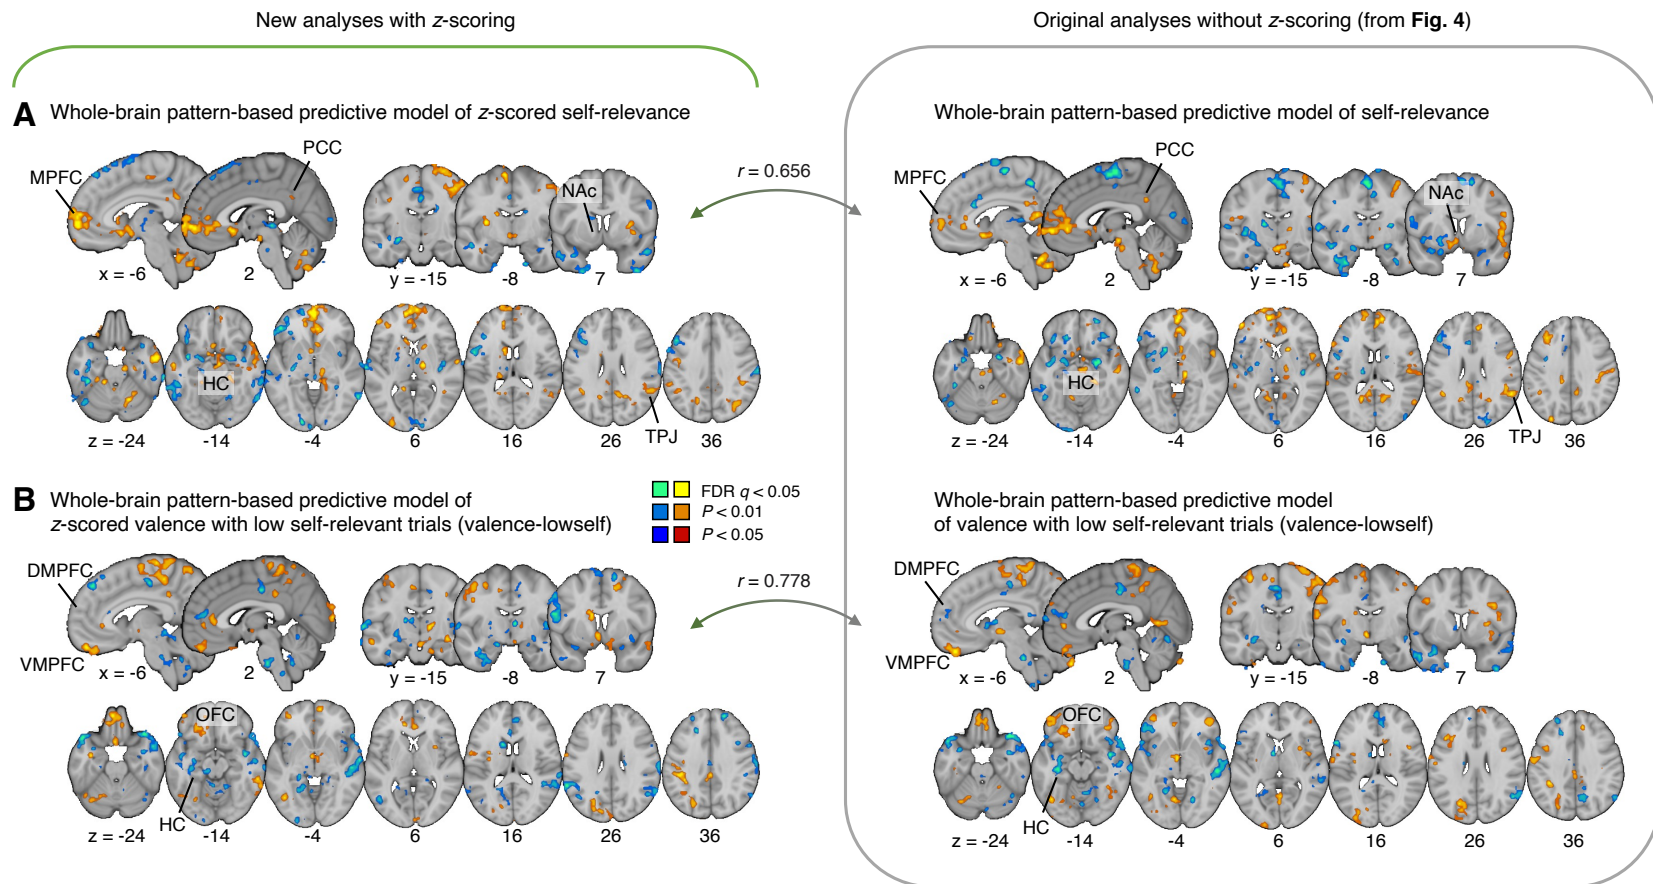 New analyses with z-scoring
Original analyses without z-scoring (from Fig. 4)
A Whole-brain pattern-based predictive model of z-scored self-relevance
MPFC
PCC
NAc
x = -6
2
y = -15
-8
7
HC
TPJ
z = -24
-14
-4
6
16
26
36
r = 0.656
Whole-brain pattern-based predictive model of self-relevance
MPFC
PCC
NAc
x = -6
2
y = -15
-8
7
HC
TPJ
z = -24
-14
-4
6
16
26
36
B Whole-brain pattern-based predictive model of
z-scored valence with low self-relevant trials (valence-lowself)
FDR q < 0.05
P < 0.01
P < 0.05
DMPFC
VMPFC
x = -6
2
y = -15
-8
7
OFC
HC
z = -24
-14
-4
6
16
26
36
r = 0.778
Whole-brain pattern-based predictive model
of valence with low self-relevant trials (valence-lowself)
DMPFC
VMPFC
x = -6
2
y = -15
-8
7
OFC
HC
z = -24
-14
-4
6
16
26
36